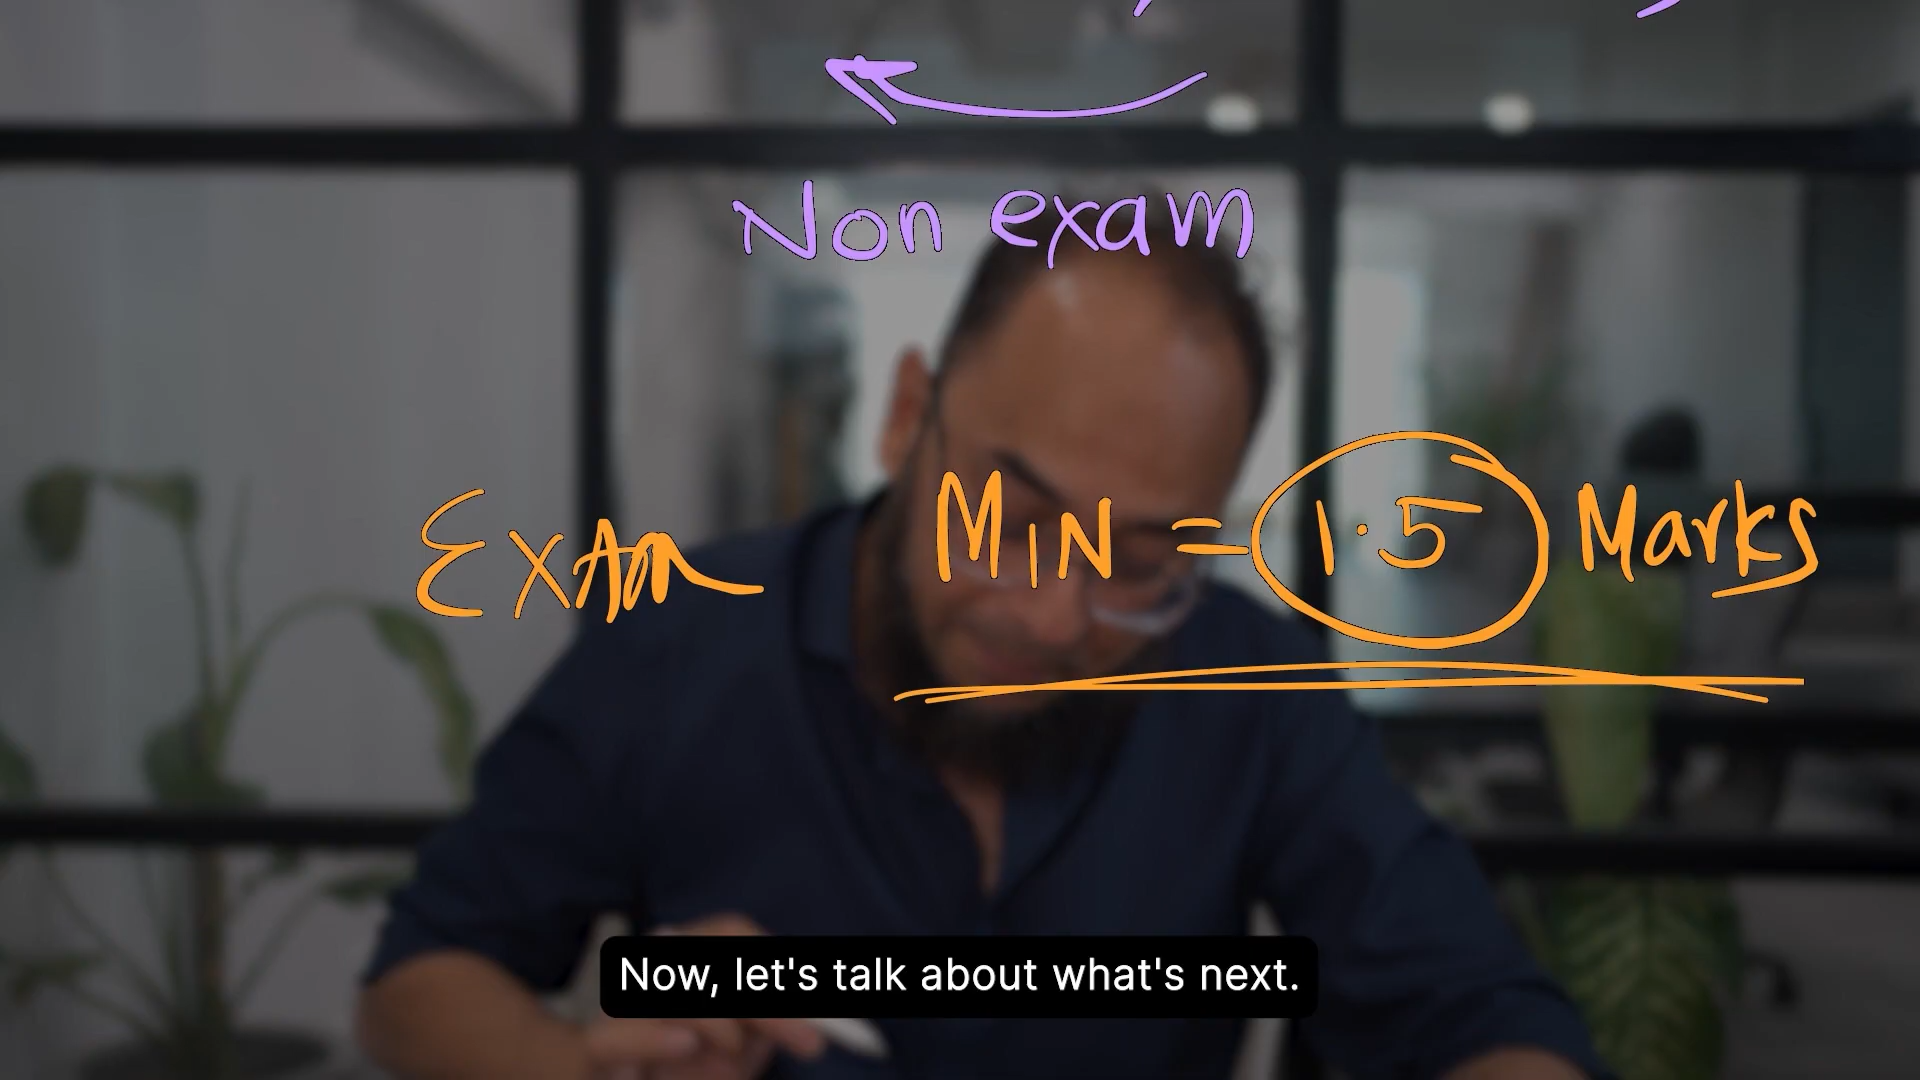 Non exam
Exam MIN = 1.5 Marks
Now, let's talk about what's next.